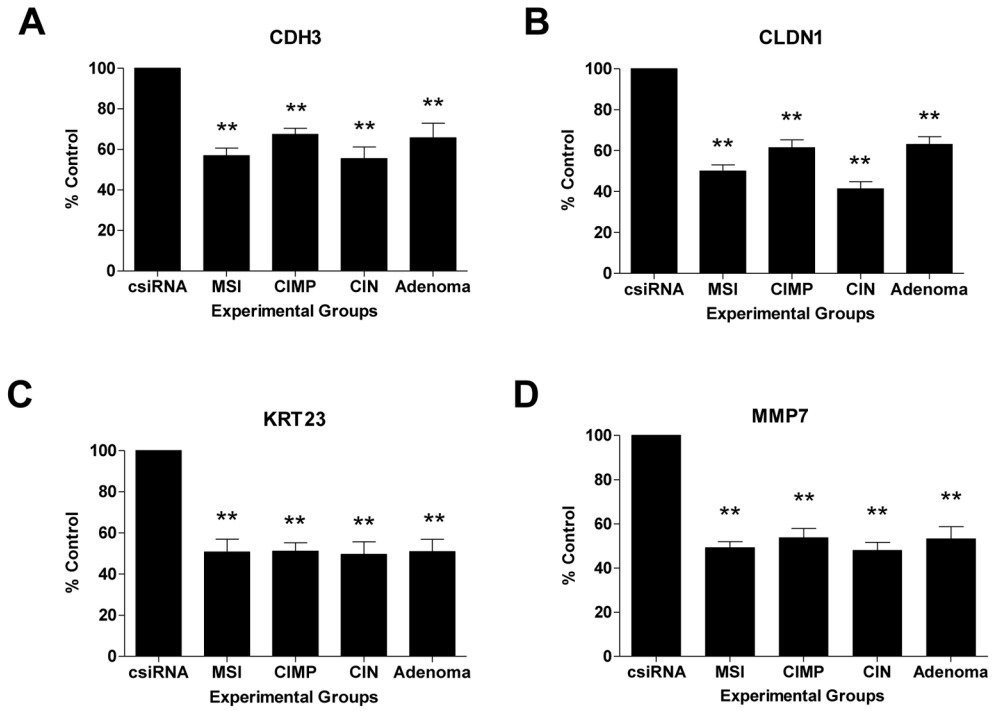 A
CDH3
% Control
100
80
60
40
20
0
**
**
**
**
csiRNA MSI CIMP CIN Adenoma
Experimental Groups
B
CLDN1
% Control
100
80
60
40
20
0
**
**
**
**
csiRNA MSI CIMP CIN Adenoma
Experimental Groups
C
KRT23
% Control
100
80
60
40
20
0
**
**
**
**
csiRNA MSI CIMP CIN Adenoma
Experimental Groups
D
MMP7
% Control
100
80
60
40
20
0
**
**
**
**
csiRNA MSI CIMP CIN Adenoma
Experimental Groups